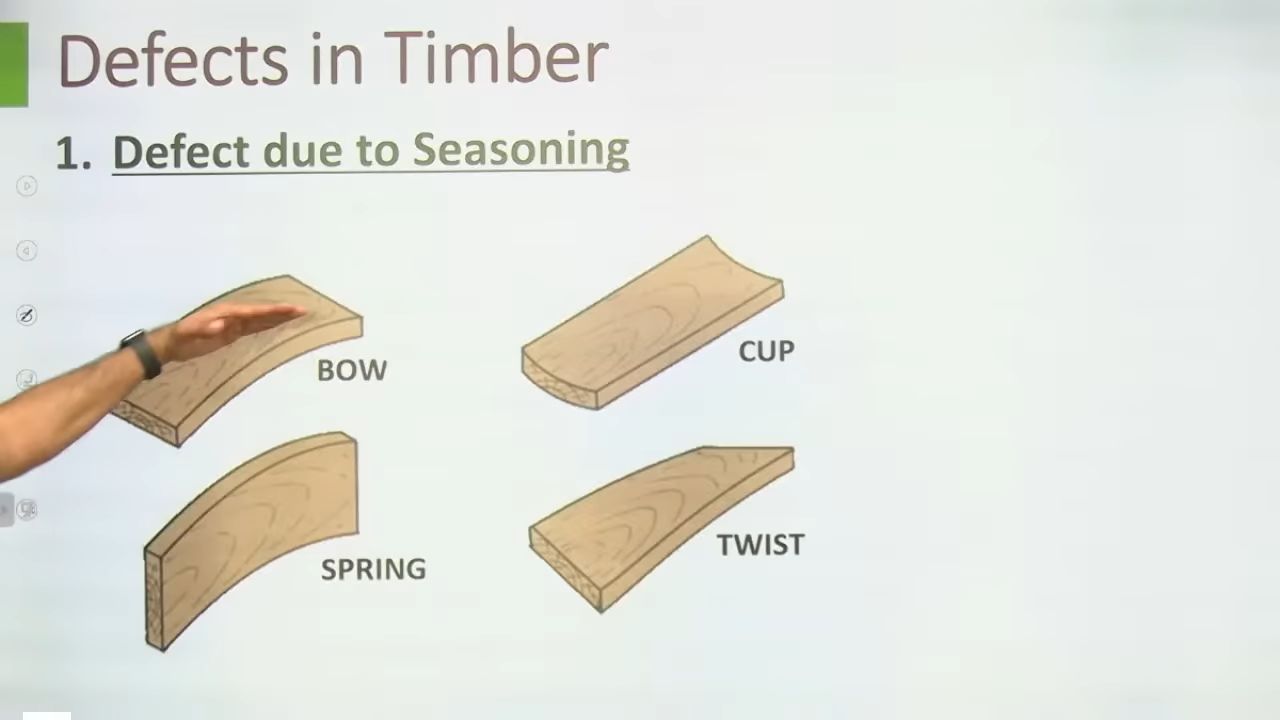 Defects in Timber
1. Defect due to Seasoning
BOW
CUP
SPRING
TWIST